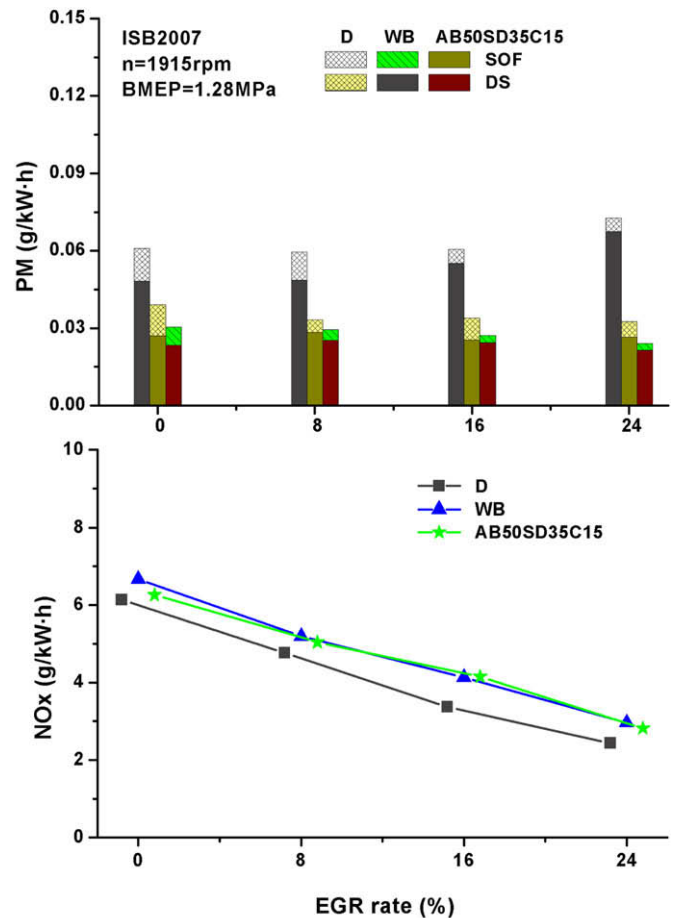 0.15
0.12
0.09
0.06
0.03
0.00
PM (g/kW·h)
ISB2007
n=1915rpm
BMEP=1.28MPa
D WB AB50SD35C15
SOF
DS
0 8 16 24
10
8
6
4
2
0
NOx (g/kW·h)
D
WB
AB50SD35C15
0 8 16 24
EGR rate (%)